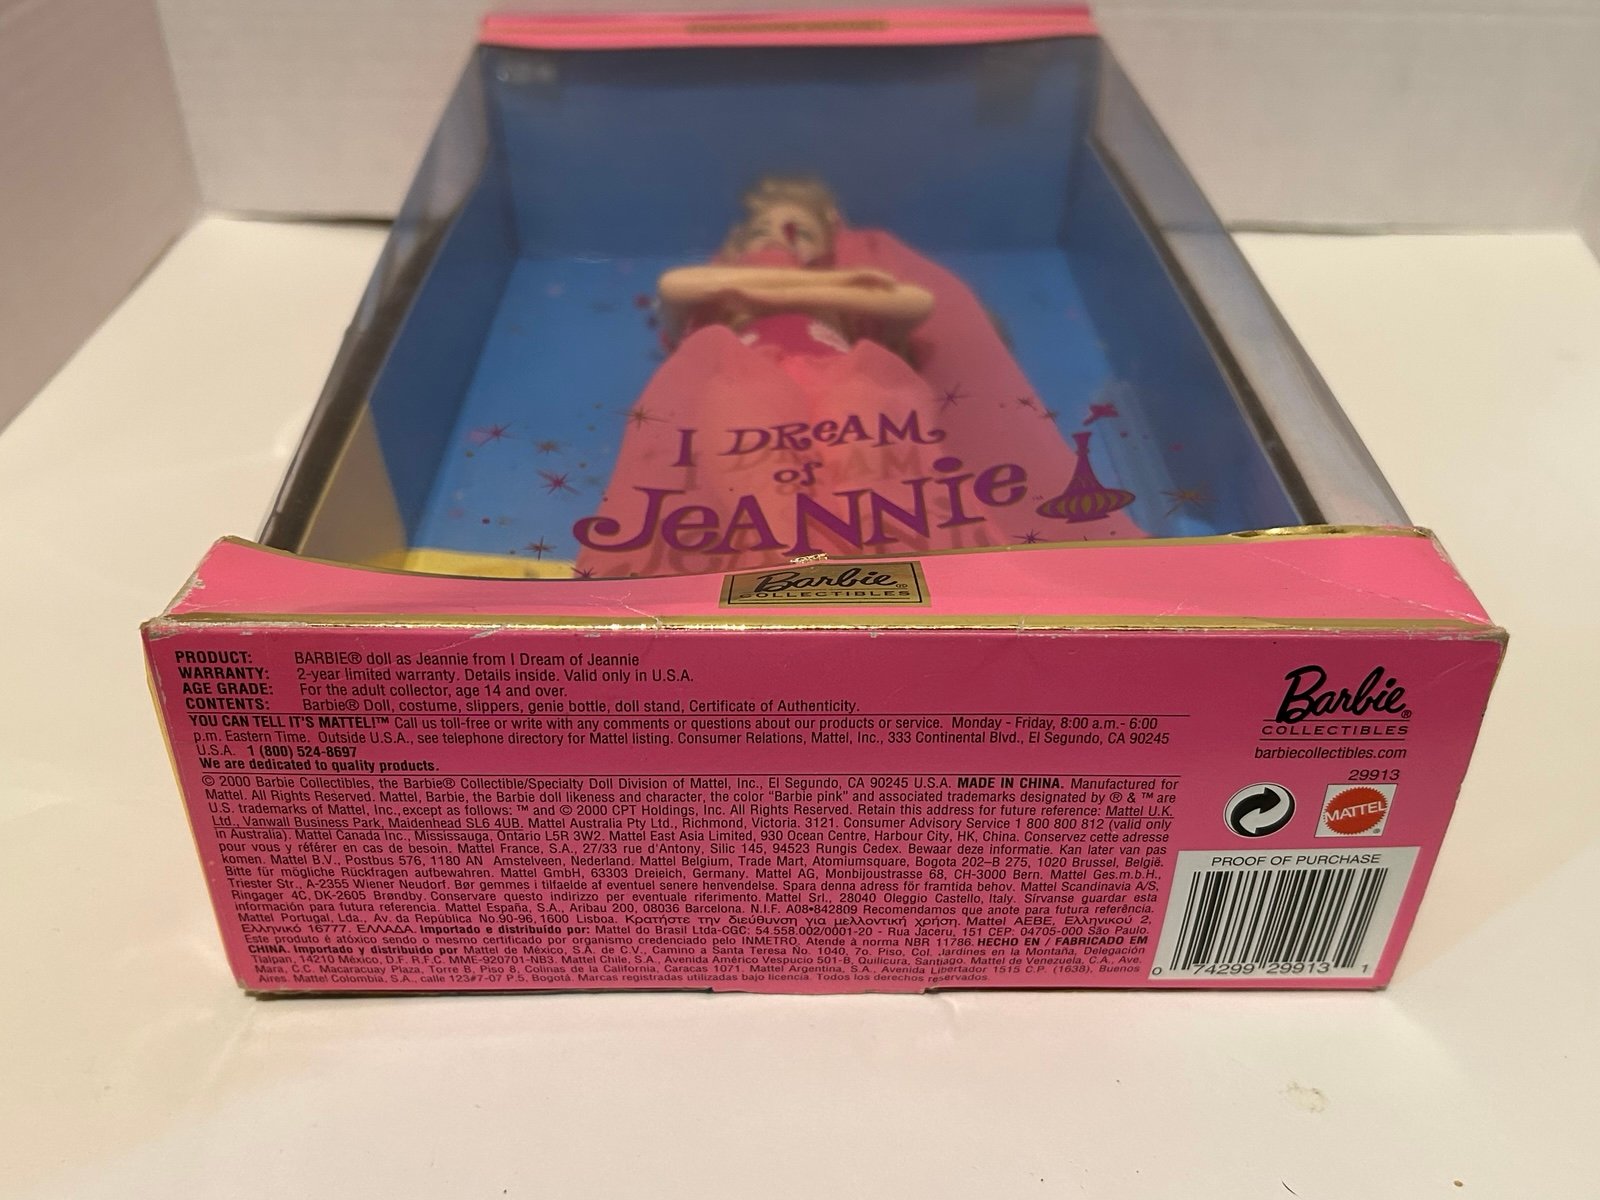 I DREAM
of
JEANNIE™
Barbie®
COLLECTIBLES
PRODUCT: BARBIE® doll as Jeannie from I Dream of Jeannie
WARRANTY: 2-year limited warranty. Details inside. Valid only in U.S.A.
AGE GRADE: For the adult collector, age 14 and over.
CONTENTS: Barbie® Doll, costume, slippers, genie bottle, doll stand, Certificate of Authenticity.
YOU CAN TELL IT'S MATTEL!™ Call us toll-free or write with any comments or questions about our products or service. Monday - Friday, 8:00 a.m.- 6:00
p.m. Eastern Time. Outside U.S.A., see telephone directory for Mattel listing. Consumer Relations, Mattel, Inc., 333 Continental Blvd., El Segundo, CA 90245
U.S.A. 1 (800) 524-8697
We are dedicated to quality products.
© 2000 Barbie Collectibles, the Barbie® Collectible/Specialty Doll Division of Mattel, Inc., El Segundo, CA 90245 U.S.A. MADE IN CHINA. Manufactured for
Mattel. All Rights Reserved. Mattel, Barbie, the Barbie doll likeness and character, the color "Barbie pink" and associated trademarks designated by ® & ™ are
U.S. trademarks of Mattel, Inc., except as follows: ™ and © 2000 CPT Holdings, Inc. All Rights Reserved. Retain this address for future reference: Mattel U.K.
Ltd., Vanwall Business Park, Maidenhead SL6 4UB. Mattel Australia Pty Ltd., Richmond, Victoria. 3121. Consumer Advisory Service 1 800 800 812 (valid only
in Australia). Mattel Canada Inc., Mississauga, Ontario L5R 3W2. Mattel East Asia Limited, 930 Ocean Centre, Harbour City, HK, China. Conservez cette adresse
pour vous y référer en cas de besoin. Mattel France, S.A., 27/33 rue d'Antony, Silic 145, 94523 Rungis Cedex. Bewaar deze informatie. Kan later van pas
komen. Mattel B.V., Postbus 576, 1180 AN Amstelveen, Nederland. Mattel Belgium, Trade Mart, Atomiumsquare, Bogota 202–B 275, 1020 Brussel, België.
Bitte für mögliche Rückfragen aufbewahren. Mattel GmbH, 63303 Dreieich, Germany. Mattel AG, Monbijoustrasse 68, CH-3000 Bern. Mattel Ges.m.b.H.,
Triester Str., A-2355 Wiener Neudorf. Bør gemmes i tilfaelde af eventuel senere henvendelse. Spara denna adress för framtida behov. Mattel Scandinavia A/S,
Ringager 4C, DK-2605 Brøndby. Conservare questo indirizzo per eventuale riferimento. Mattel Srl., 28040 Oleggio Castello, Italy. Sírvanse guardar esta
información para futura referencia. Mattel España, S.A., Aribau 200, 08036 Barcelona. N.I.F. A08•842809 Recomendamos que anote para futura referência.
Mattel Portugal, Lda., Av. da República No.90-96, 1600 Lisboa. Κρατήστε την διεύθυνση για μελλοντική χρήση. Mattel AEBE, Ελληνικού 2,
Ελληνικό 16777. ΕΛΛΑΔΑ. Importado e distribuido por: Mattel do Brasil Ltda-CGC: 54.558.002/0001-20 - Rua Jaceru, 151 CEP: 04705-000 São Paulo.
Este produto é atóxico sendo o mesmo certificado por organismo credenciado pelo INMETRO, Atende à norma NBR 11786. HECHO EN / FABRICADO EM
CHINA. Importado y distribuido por Mattel de México, S.A. de C.V., Camino a Santa Teresa No. 1040, 7o. Piso, Col. Jardines en la Montaña, Delegación
Tlalpan, 14210 México, D.F. R.F.C. MME-920701-NB3. Mattel Chile, S.A., Avenida Américo Vespucio 501-B, Quilicura, Santiago. Mattel de Venezuela, C.A., Ave.
Mara, C.C. Macaracuay Plaza, Torre B, Piso 8, Colinas de la California, Caracas 1071. Mattel Argentina, S.A., Avenida Libertador 1515 C.P. (1638), Buenos
Aires. Mattel Colombia, S.A., calle 123#7-07 P.5, Bogotá. Marcas registradas utilizadas bajo licencia. Todos los derechos reservados.
Barbie®
COLLECTIBLES
barbiecollectibles.com
29913
MATTEL®
PROOF OF PURCHASE
0 74299 29913 1